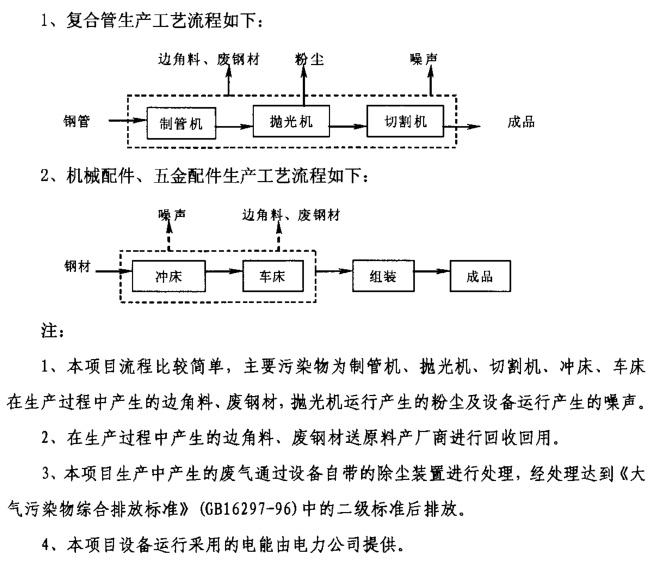 1、复合管生产工艺流程如下：
边角料、废钢材 粉尘 噪声
钢管 制管机 抛光机 切割机 成品
2、机械配件、五金配件生产工艺流程如下：
噪声 边角料、废钢材
钢材 冲床 车床 组装 成品
注：
1、本项目流程比较简单，主要污染物为制管机、抛光机、切割机、冲床、车床
在生产过程中产生的边角料、废钢材，抛光机运行产生的粉尘及设备运行产生的噪声。
2、在生产过程中产生的边角料、废钢材送原料产厂商进行回收回用。
3、本项目生产中产生的废气通过设备自带的除尘装置进行处理，经处理达到《大
气污染物综合排放标准》(GB16297-96)中的二级标准后排放。
4、本项目设备运行采用的电能由电力公司提供。